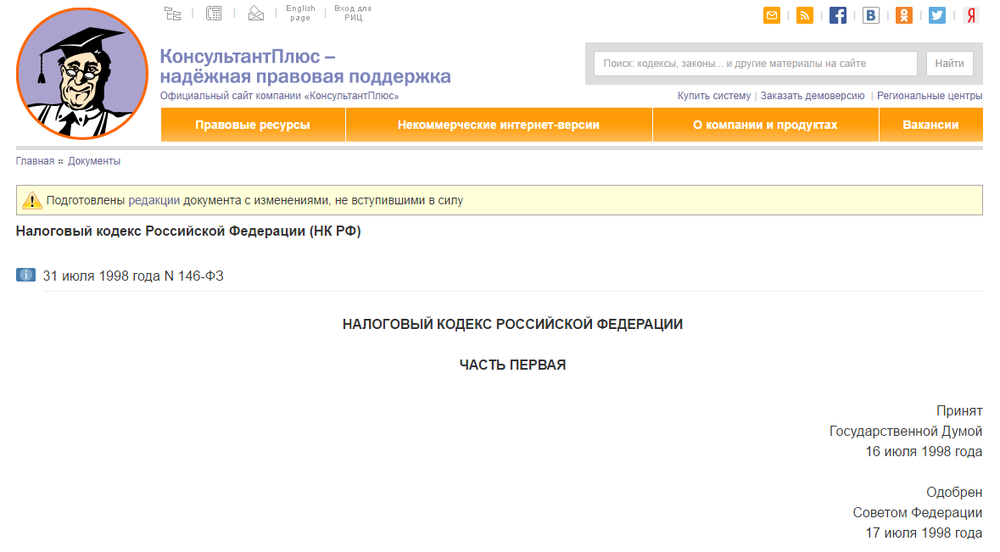 English page
Вход для РИЦ
КонсультантПлюс –
надёжная правовая поддержка
Официальный сайт компании «КонсультантПлюс»
Поиск: кодексы, законы... и другие материалы на сайте
Найти
Купить систему | Заказать демоверсию | Региональные центры
Правовые ресурсы
Некоммерческие интернет-версии
О компании и продуктах
Вакансии
Главная :: Документы
Подготовлены редакции документа с изменениями, не вступившими в силу
Налоговый кодекс Российской Федерации (НК РФ)
31 июля 1998 года N 146-ФЗ
НАЛОГОВЫЙ КОДЕКС РОССИЙСКОЙ ФЕДЕРАЦИИ
ЧАСТЬ ПЕРВАЯ
Принят
Государственной Думой
16 июля 1998 года
Одобрен
Советом Федерации
17 июля 1998 года